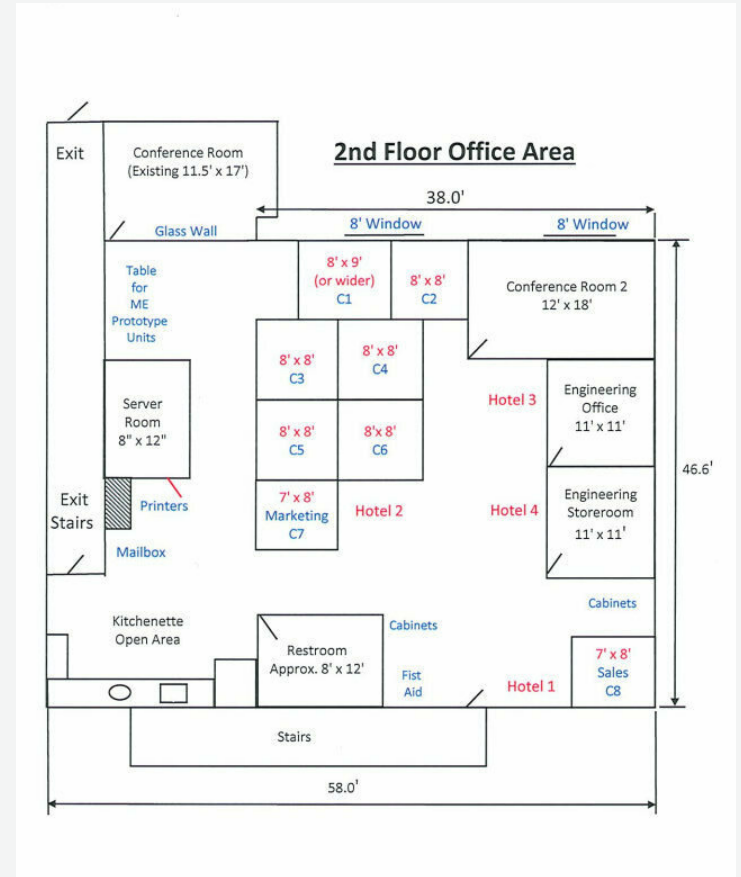 2nd Floor Office Area
Exit
Conference Room
(Existing 11.5' x 17')
38.0'
Glass Wall
8' Window
8' Window
Table
for
ME
Prototype
Units
8' x 9'
(or wider)
C1
8' x 8'
C2
Conference Room 2
12' x 18'
8' x 8'
C3
8' x 8'
C4
Server
Room
8" x 12"
Hotel 3
Engineering
Office
11' x 11'
8' x 8'
C5
8'x 8'
C6
46.6'
Exit
Stairs
Printers
7' x 8'
Marketing
C7
Hotel 2
Hotel 4
Engineering
Storeroom
11' x 11'
Mailbox
Kitchenette
Open Area
Cabinets
Restroom
Approx. 8' x 12'
Cabinets
Fist
Aid
Hotel 1
7' x 8'
Sales
C8
Stairs
58.0'